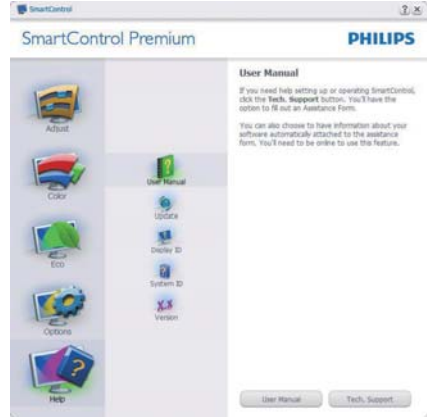 SmartControl
SmartControl Premium
PHILIPS
Adjust
Color
Eco
Options
Help
User Manual
Update
Display ID
System ID
Version
User Manual
If you need help setting up or operating SmartControl,
click the Tech. Support button. You'll have the
option to fill out an Assistance Form.
You can also choose to have information about your
software automatically attached to the assistance
form. You'll need to be online to use this feature.
User Manual
Tech. Support